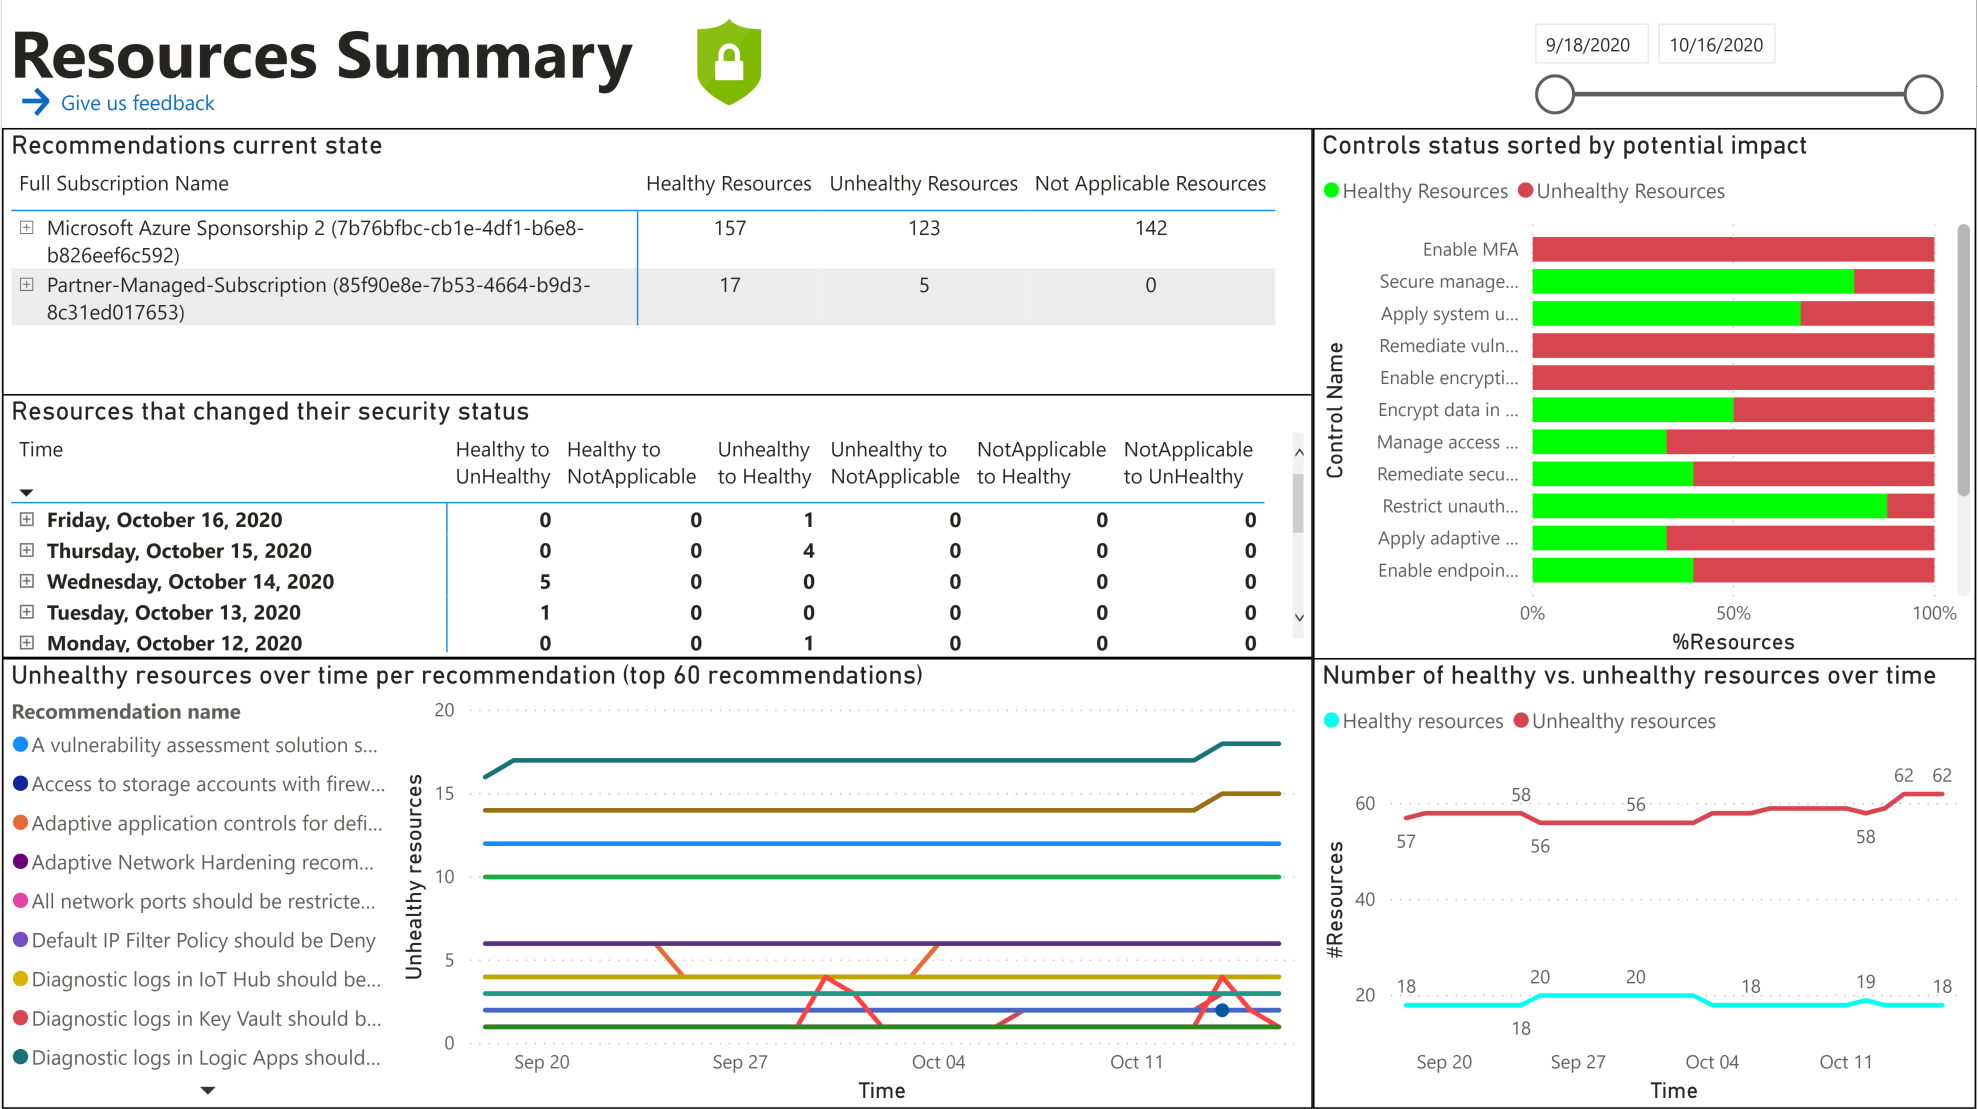 Resources Summary
Give us feedback
9/18/2020 10/16/2020
Recommendations current state
Full Subscription Name Healthy Resources Unhealthy Resources Not Applicable Resources
Microsoft Azure Sponsorship 2 (7b76bfbc-cb1e-4df1-b6e8-
b826eef6c592) 157 123 142
Partner-Managed-Subscription (85f90e8e-7b53-4664-b9d3-
8c31ed017653) 17 5 0
Controls status sorted by potential impact
Healthy Resources Unhealthy Resources
Control Name
Enable MFA
Secure manage...
Apply system u...
Remediate vuln...
Enable encrypti...
Encrypt data in ...
Manage access ...
Remediate secu...
Restrict unauth...
Apply adaptive ...
Enable endpoin...
0% 50% 100%
%Resources
Resources that changed their security status
Time Healthy to UnHealthy Healthy to NotApplicable Unhealthy to Healthy Unhealthy to NotApplicable NotApplicable to Healthy NotApplicable to UnHealthy
Friday, October 16, 2020 0 0 1 0 0 0
Thursday, October 15, 2020 0 0 4 0 0 0
Wednesday, October 14, 2020 5 0 0 0 0 0
Tuesday, October 13, 2020 1 0 0 0 0 0
Monday, October 12, 2020 0 0 1 0 0 0
Unhealthy resources over time per recommendation (top 60 recommendations)
Recommendation name
A vulnerability assessment solution s...
Access to storage accounts with firew...
Adaptive application controls for defi...
Adaptive Network Hardening recom...
All network ports should be restricte...
Default IP Filter Policy should be Deny
Diagnostic logs in IoT Hub should be...
Diagnostic logs in Key Vault should b...
Diagnostic logs in Logic Apps should...
Unhealthy resources
20
15
10
5
0
Sep 20 Sep 27 Oct 04 Oct 11
Time
Number of healthy vs. unhealthy resources over time
Healthy resources Unhealthy resources
#Resources
60
40
20
57 58 56 56 58 62 62
18 18 20 20 18 19 18
Sep 20 Sep 27 Oct 04 Oct 11
Time